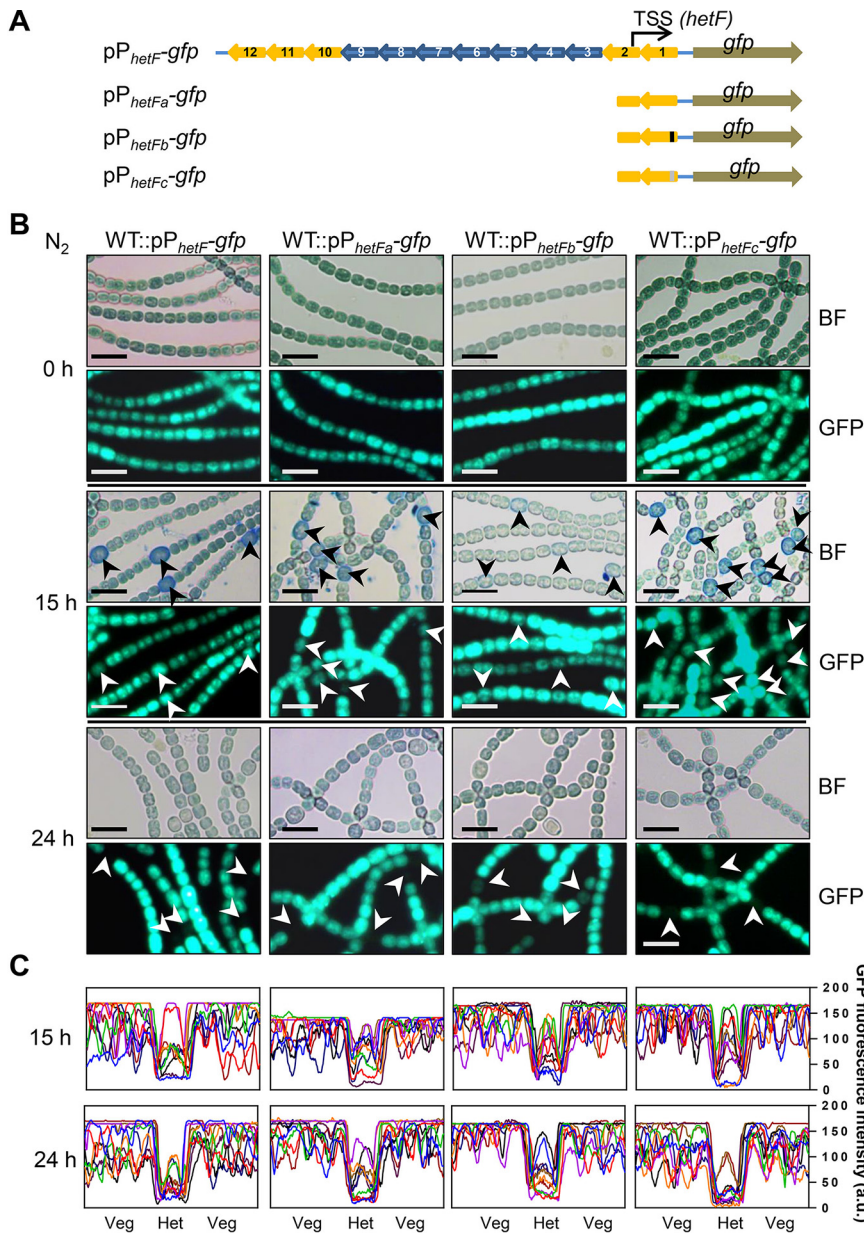 A
TSS (hetF)
pPhetF-gfp 12 11 10 9 8 7 6 5 4 3 2 1 gfp
pPhetFa-gfp gfp
pPhetFb-gfp gfp
pPhetFc-gfp gfp
B
N2 WT::pPhetF-gfp WT::pPhetFa-gfp WT::pPhetFb-gfp WT::pPhetFc-gfp
BF
0 h
GFP
BF
15 h
GFP
BF
24 h
GFP
C
GFP fluorescence intensity (a.u.)
15 h 200 150 100 50 0
24 h 200 150 100 50 0
Veg Het Veg Veg Het Veg Veg Het Veg Veg Het Veg